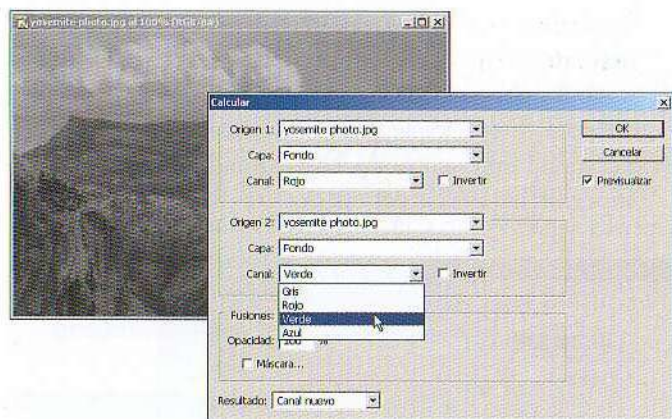 yosemite photo.jpg at 100% (RGB/8#)
Calcular
Origen 1: yosemite photo.jpg
OK
Capa: Fondo
Cancelar
Canal: Rojo
Invertir
Previsualizar
Origen 2: yosemite photo.jpg
Capa: Fondo
Canal: Verde
Invertir
Gris
Rojo
Verde
Azul
Fusiones:
Opacidad: 100 %
Máscara...
Resultado: Canal nuevo